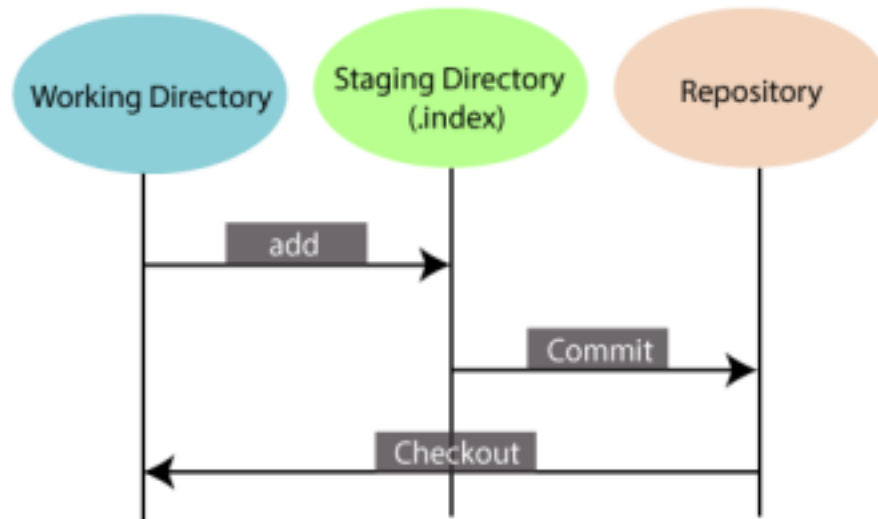 Working Directory
Staging Directory
(.index)
Repository
add
Commit
Checkout